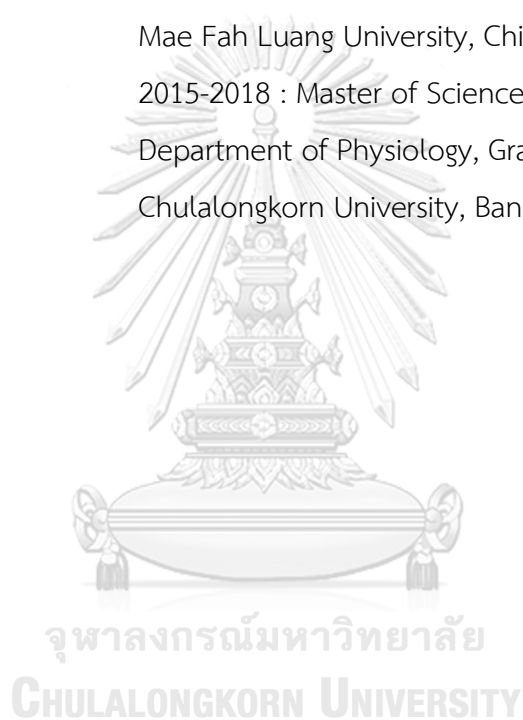 Mae Fah Luang University, Chi
2015-2018 : Master of Science
Department of Physiology, Gra
Chulalongkorn University, Ban
จุฬาลงกรณ์มหาวิทยาลัย
CHULALONGKORN UNIVERSITY